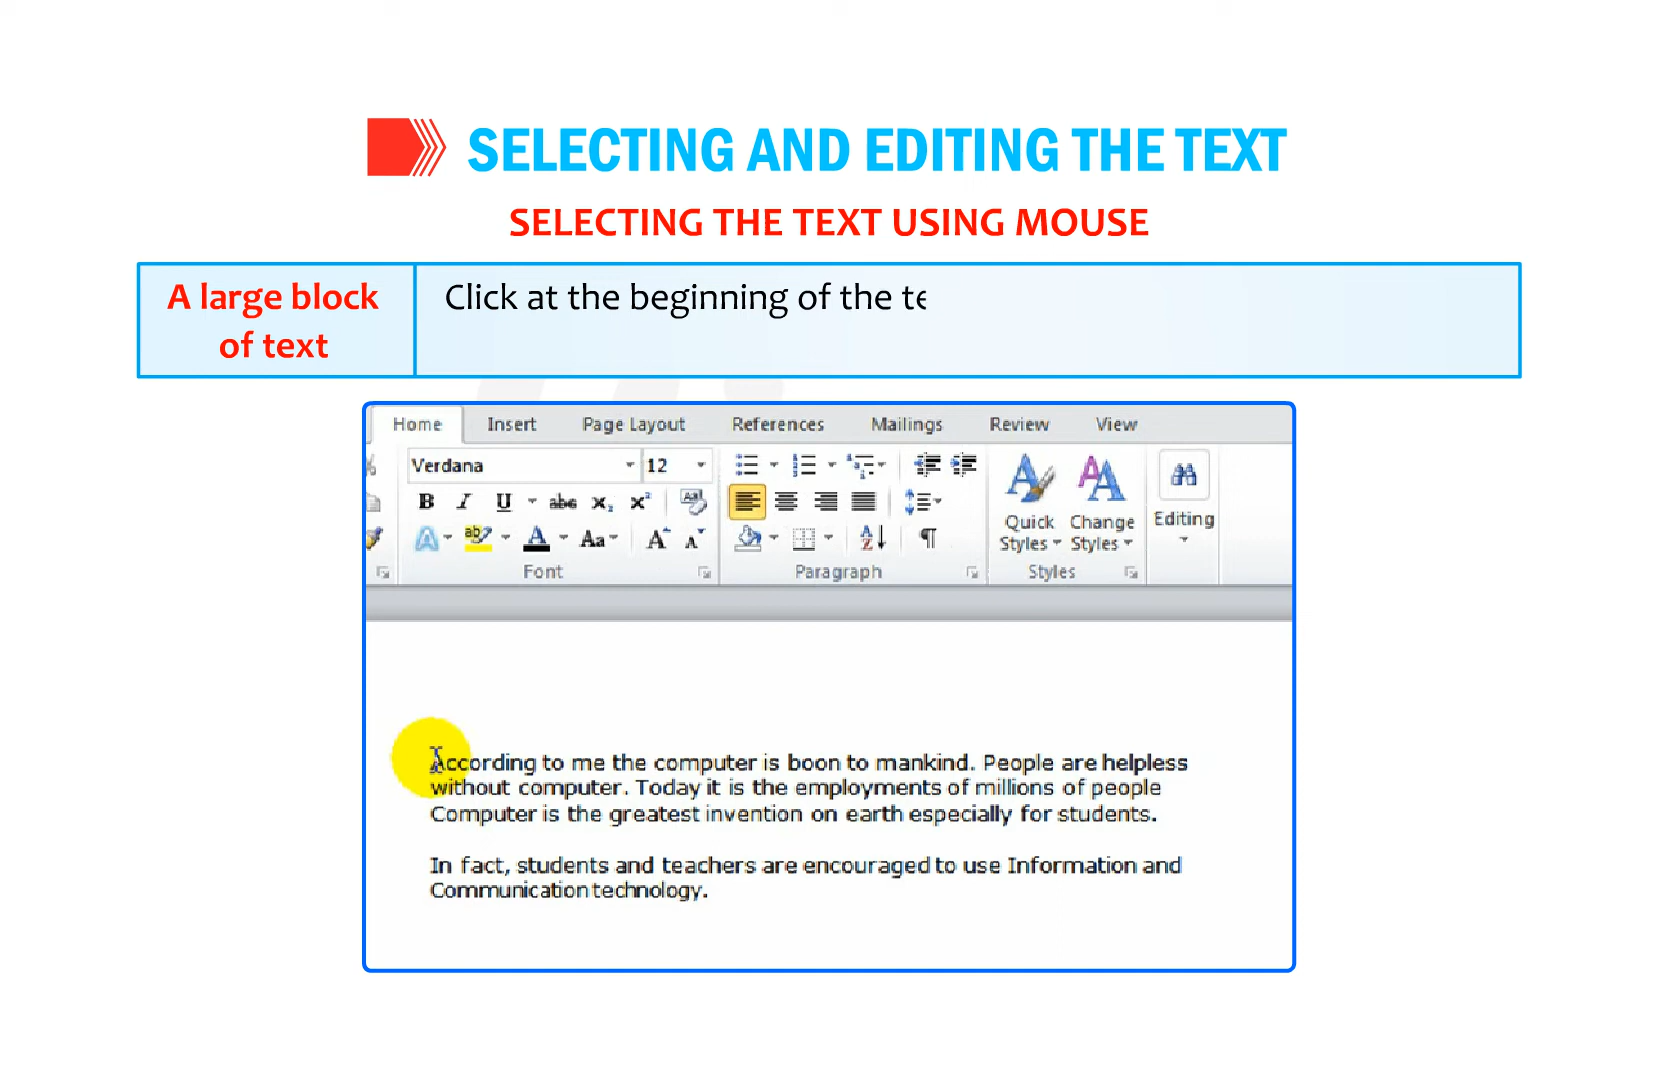 SELECTING AND EDITING THE TEXT
SELECTING THE TEXT USING MOUSE
A large block
of text
Click at the beginning of the te
Home Insert Page Layout References Mailings Review View
Verdana 12
B I U abc x₂ x²
A ab A Aa A A
Quick Styles
Change Styles
Editing
Font Paragraph Styles
According to me the computer is boon to mankind. People are helpless
without computer. Today it is the employments of millions of people
Computer is the greatest invention on earth especially for students.
In fact, students and teachers are encouraged to use Information and
Communication technology.